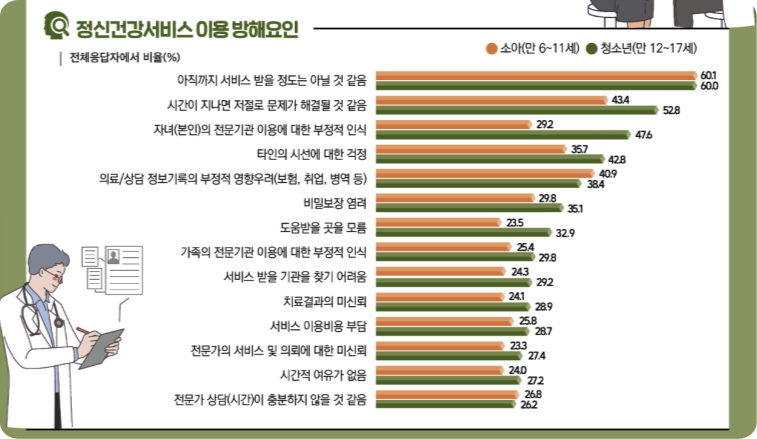 정신건강서비스 이용 방해요인
전체응답자에서 비율(%)
소아(만 6~11세) 청소년(만 12~17세)
아직까지 서비스 받을 정도는 아닐 것 같음 60.1 60.0
시간이 지나면 저절로 문제가 해결될 것 같음 43.4 52.8
자녀(본인)의 전문기관 이용에 대한 부정적 인식 29.2 47.6
타인의 시선에 대한 걱정 35.7 42.8
의료/상담 정보기록의 부정적 영향우려(보험, 취업, 병역 등) 40.9 38.4
비밀보장 염려 29.8 35.1
도움받을 곳을 모름 23.5 32.9
가족의 전문기관 이용에 대한 부정적 인식 25.4 29.8
서비스 받을 기관을 찾기 어려움 24.3 29.2
치료결과의 미신뢰 24.1 28.9
서비스 이용비용 부담 25.8 28.7
전문가의 서비스 및 의뢰에 대한 미신뢰 23.3 27.4
시간적 여유가 없음 24.0 27.2
전문가 상담(시간)이 충분하지 않을 것 같음 26.8 26.2